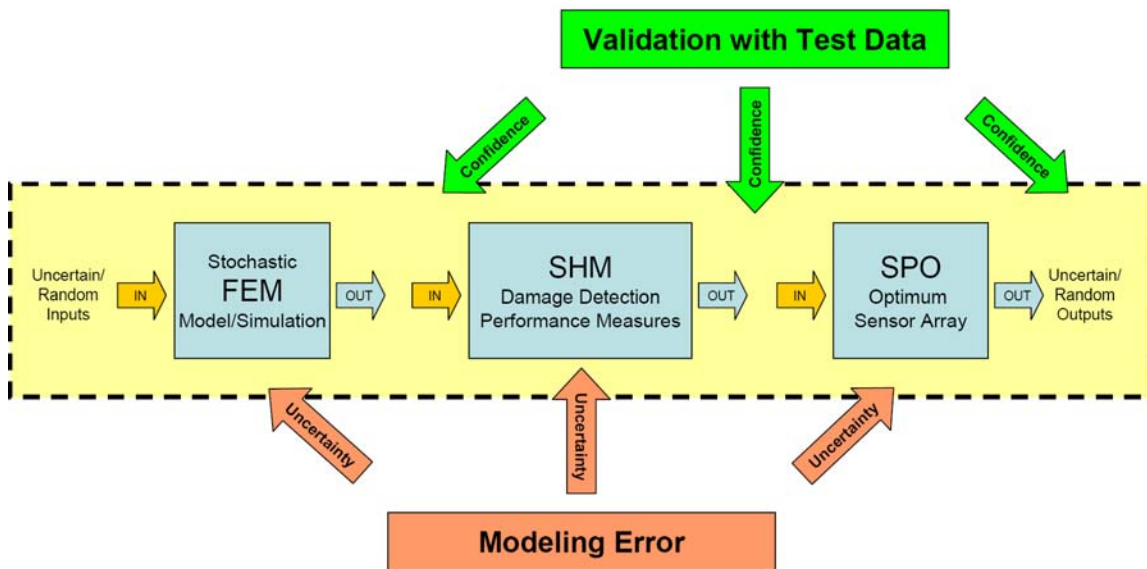 Validation with Test Data
Confidence
Confidence
Confidence
Uncertain/
Random
Inputs
IN
Stochastic
FEM
Model/Simulation
OUT
IN
SHM
Damage Detection
Performance Measures
OUT
IN
SPO
Optimum
Sensor Array
OUT
Uncertain/
Random
Outputs
Uncertainty
Uncertainty
Uncertainty
Modeling Error